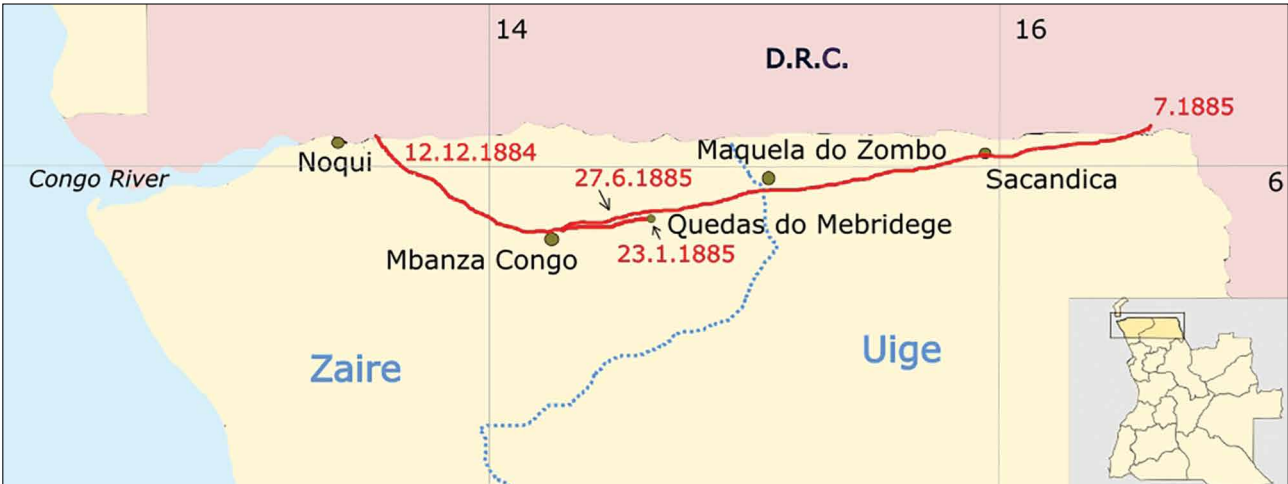 14
16
D.R.C.
7.1885
Noqui
12.12.1884
Maquela do Zombo
Congo River
27.6.1885
Sacandica
6
Quedas do Mebridege
Mbanza Congo
23.1.1885
Zaire
Uige